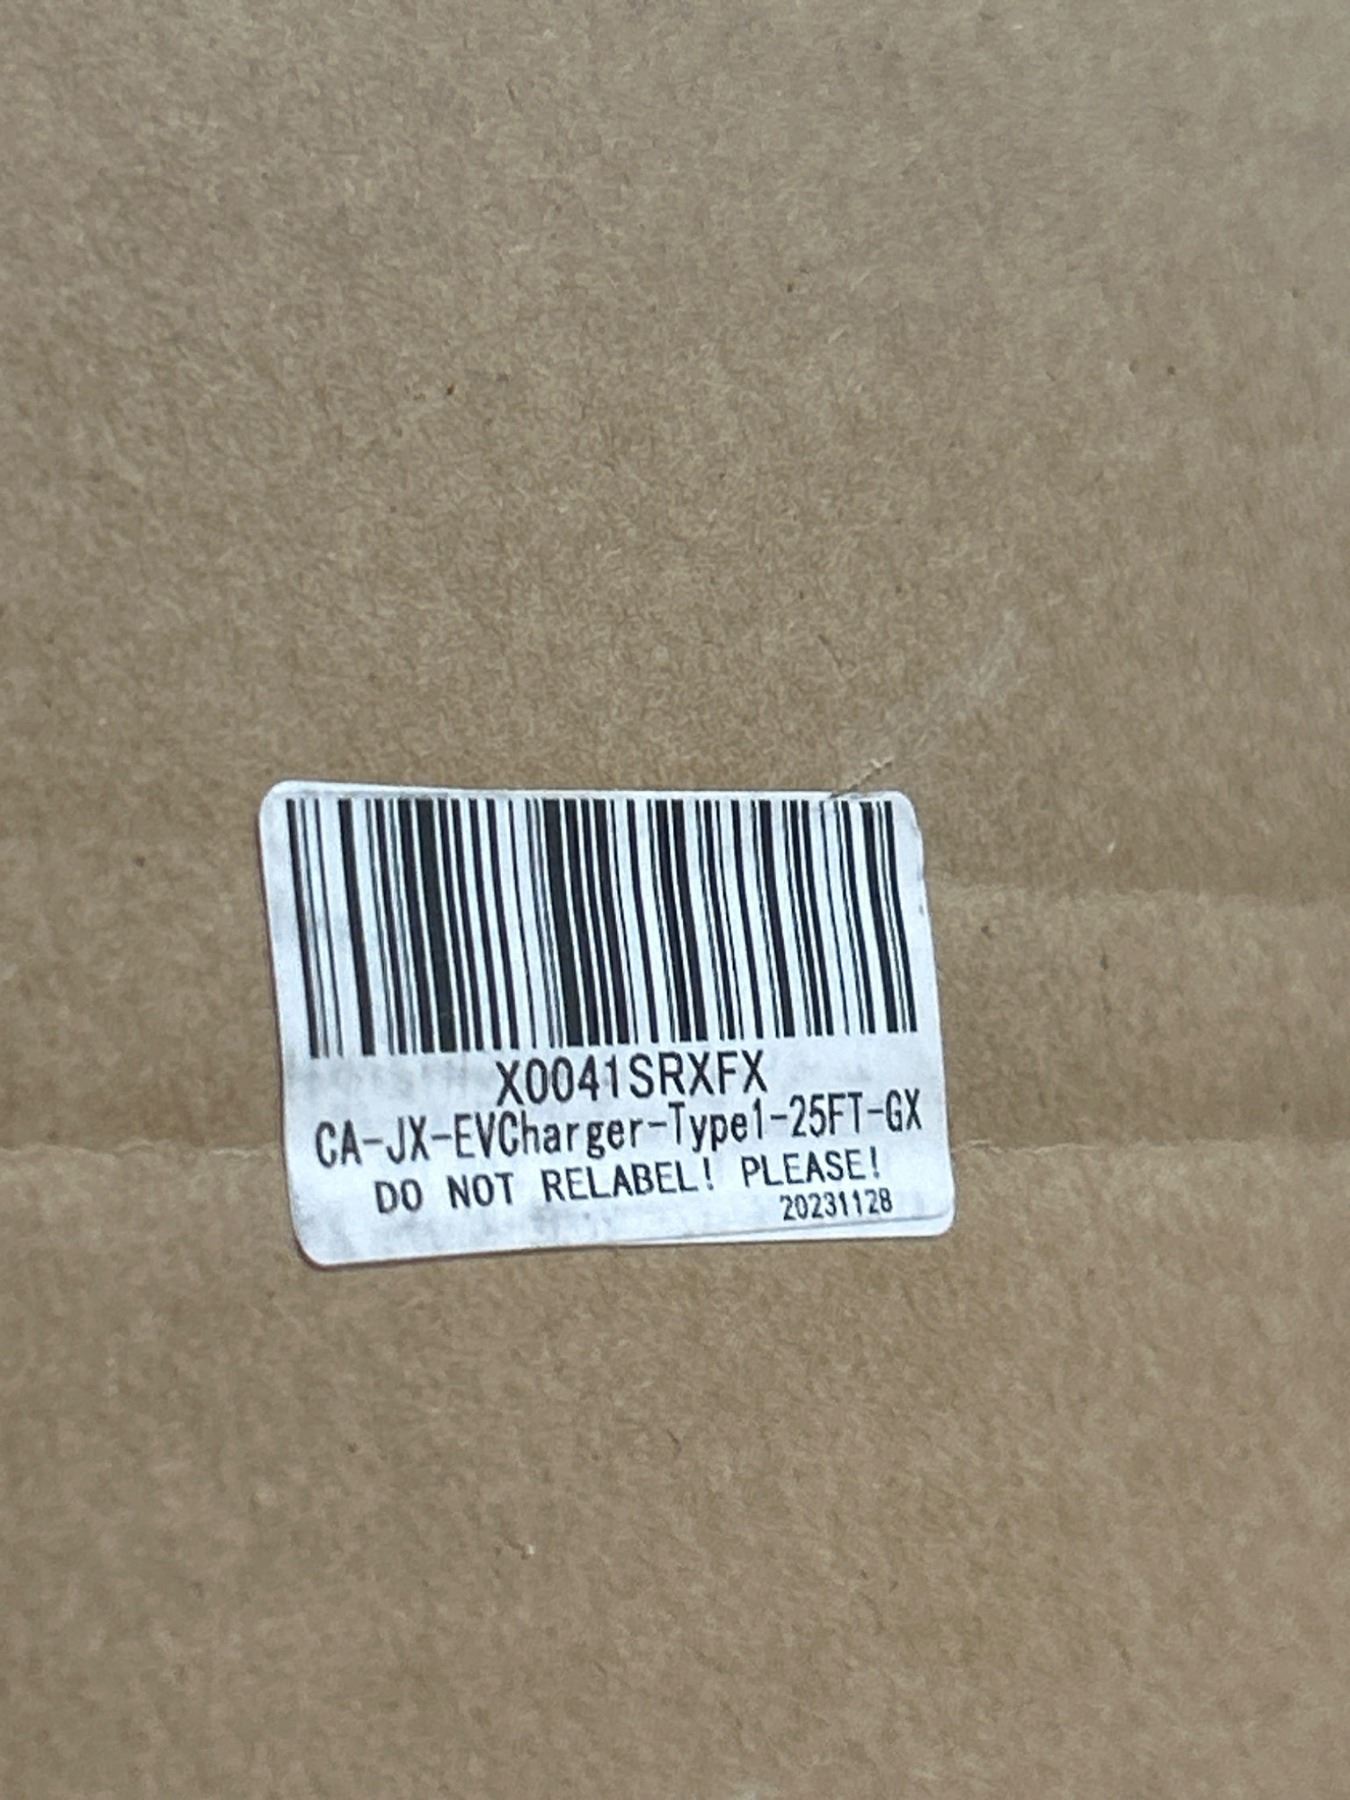 X0041SRXFX
CA-JX-EVCharger-Type1-25FT-GX
DO NOT RELABEL! PLEASE!
20231128